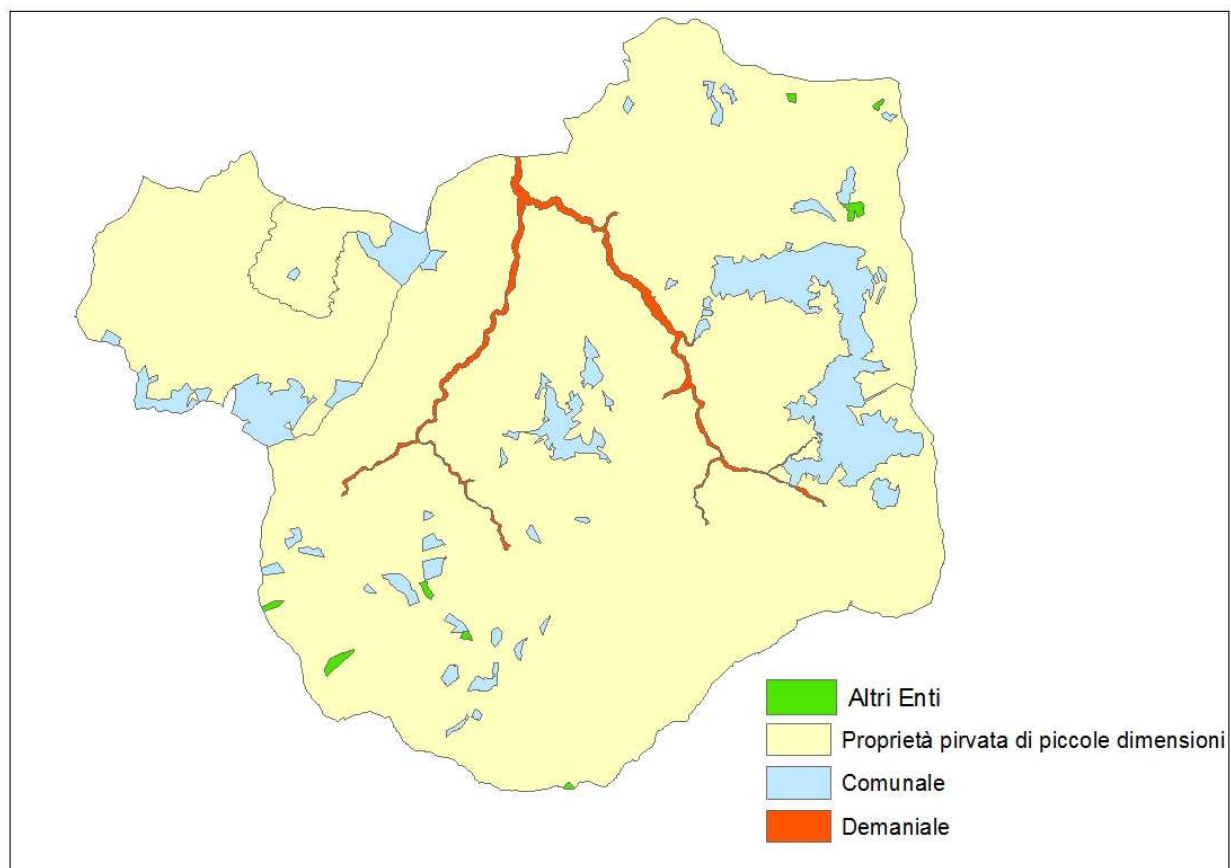 Altri Enti
Proprietà pirvata di piccole dimensioni
Comunale
Demaniale